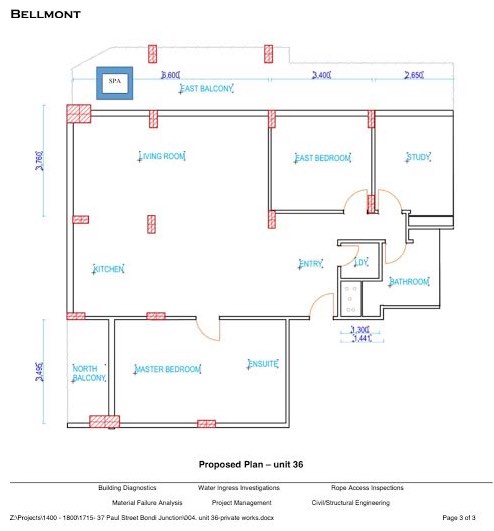 BELLMONT
SPA
6,600
3,400
2,650
EAST BALCONY
3,760
LIVING ROOM
EAST BEDROOM
STUDY
KITCHEN
ENTRY
LDY
BATHROOM
1,300
1,441
3,495
NORTH
BALCONY
MASTER BEDROOM
ENSUITE
Proposed Plan – unit 36
Building Diagnostics Water Ingress Investigations Rope Access Inspections
Material Failure Analysis Project Management Civil/Structural Engineering
Z:\Projects\1400 - 1800\1715- 37 Paul Street Bondi Junction\004. unit 36-private works.docx Page 3 of 3